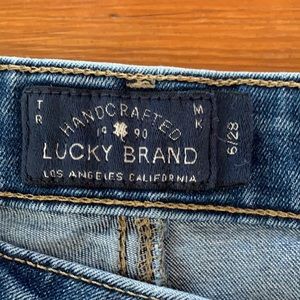 TR MK
HANDCRAFTED
19 90
LUCKY BRAND
LOS ANGELES CALIFORNIA
6/28